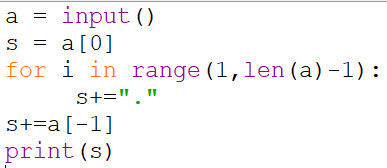 a = input()
s = a[0]
for i in range(1,len(a)-1):
    s+="."
s+=a[-1]
print(s)